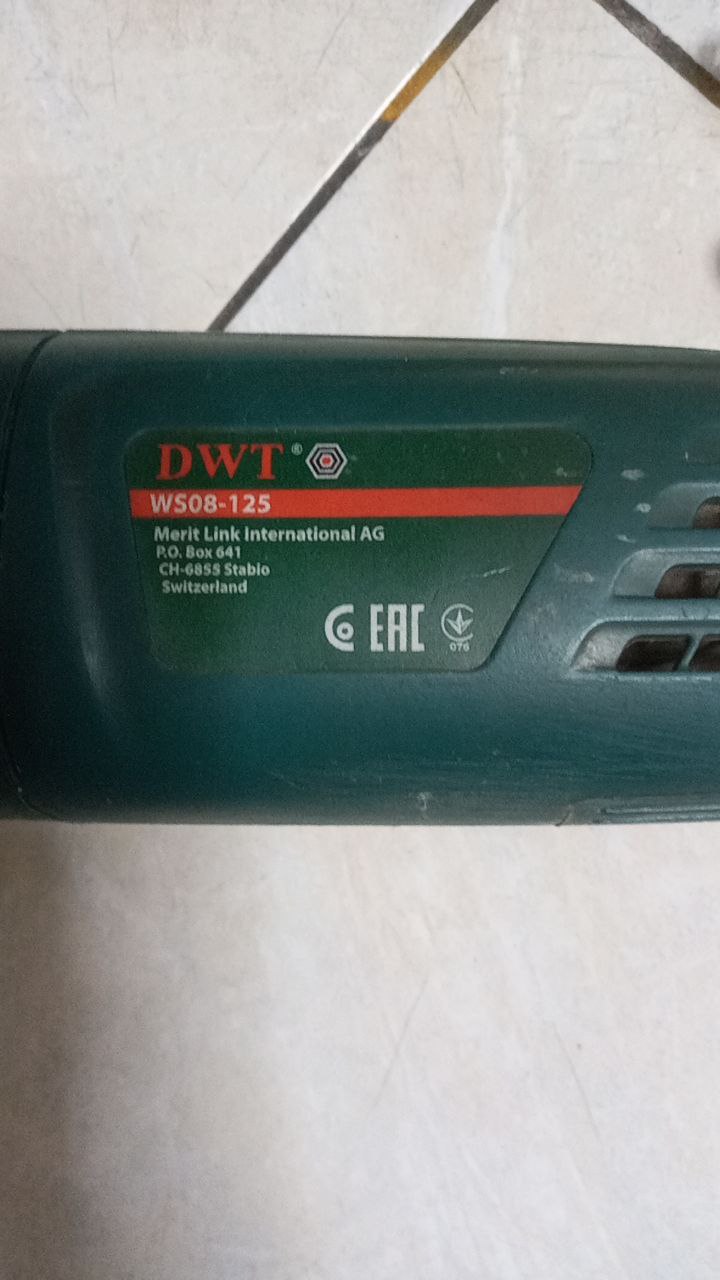 DWT®
WS08-125
Merit Link International AG
P.O. Box 641
CH-6855 Stabio
Switzerland
EAC
076